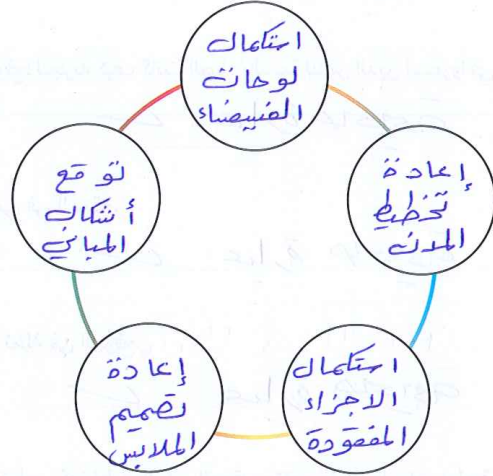 استكمال
لوحات
الفسيفساء
إعادة
تخطيط
المدن
استكمال
الاجزاء
المفقودة
إعادة
تصميم
الملابس
توقع
أشكال
المباني